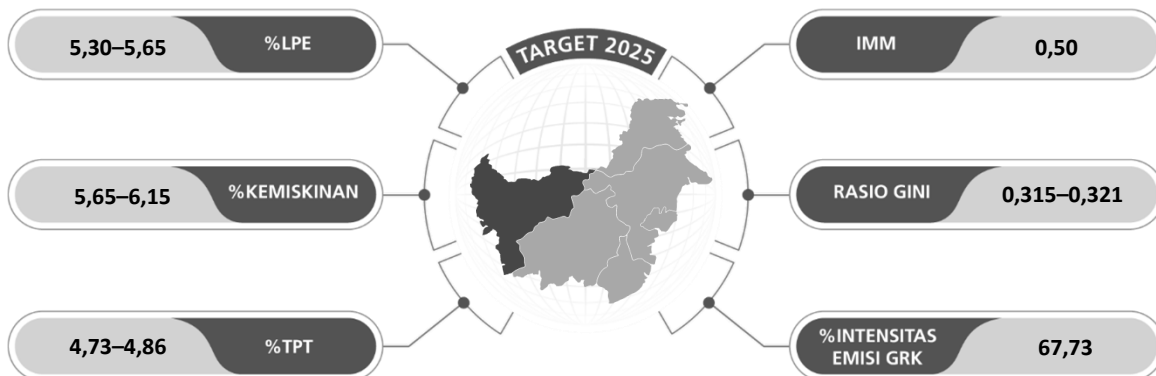 TARGET 2025
5,30–5,65 %LPE
5,65–6,15 %KEMISKINAN
4,73–4,86 %TPT
IMM 0,50
RASIO GINI 0,315–0,321
%INTENSITAS
EMISI GRK 67,73